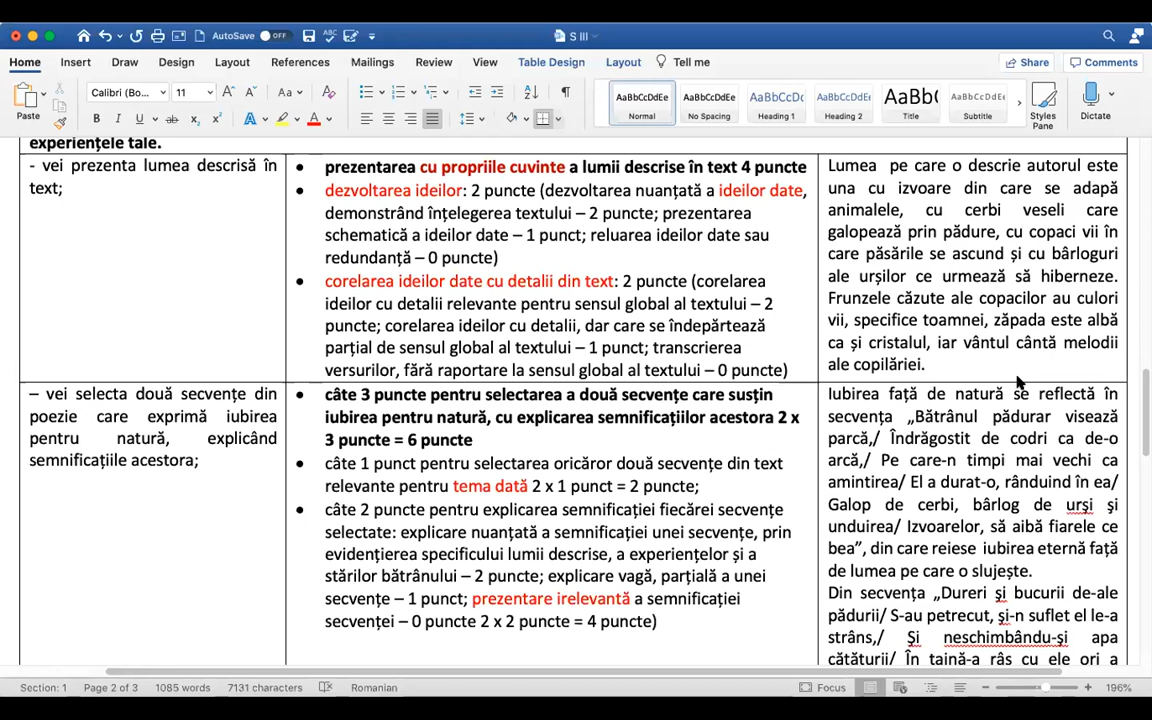 AutoSave OFF
S III
Home Insert Draw Design Layout References Mailings Review View Table Design Layout Tell me Share Comments
Paste
Calibri (Bo... 11
AaBbCcDdEe Normal
AaBbCcDdEe No Spacing
AaBbCcDc Heading 1
AaBbCcDdEe Heading 2
AaBb( Title
AaBbCcDdEe Subtitle
Styles Pane
Dictate
experiențele tale.
- vei prezenta lumea descrisă în
text;
• prezentarea cu propriile cuvinte a lumii descrise în text 4 puncte
• dezvoltarea ideilor: 2 puncte (dezvoltarea nuanțată a ideilor date,
demonstrând înțelegerea textului – 2 puncte; prezentarea
schematică a ideilor date – 1 punct; reluarea ideilor date sau
redundanță – 0 puncte)
• corelarea ideilor date cu detalii din text: 2 puncte (corelarea
ideilor cu detalii relevante pentru sensul global al textului – 2
puncte; corelarea ideilor cu detalii, dar care se îndepărtează
parțial de sensul global al textului – 1 punct; transcrierea
versurilor, fără raportare la sensul global al textului – 0 puncte)
Lumea pe care o descrie autorul este
una cu izvoare din care se adapă
animalele, cu cerbi veseli care
galopează prin pădure, cu copaci vii în
care păsările se ascund și cu bârloguri
ale urșilor ce urmează să hiberneze.
Frunzele căzute ale copacilor au culori
vii, specifice toamnei, zăpada este albă
ca și cristalul, iar vântul cântă melodii
ale copilăriei.
– vei selecta două secvențe din
poezie care exprimă iubirea
pentru natură, explicând
semnificațiile acestora;
• câte 3 puncte pentru selectarea a două secvențe care susțin
iubirea pentru natură, cu explicarea semnificațiilor acestora 2 x
3 puncte = 6 puncte
• câte 1 punct pentru selectarea oricăror două secvențe din text
relevante pentru tema dată 2 x 1 punct = 2 puncte;
• câte 2 puncte pentru explicarea semnificației fiecărei secvențe
selectate: explicare nuanțată a semnificației unei secvențe, prin
evidențierea specificului lumii descrise, a experiențelor și a
stărilor bătrânului – 2 puncte; explicare vagă, parțială a unei
secvențe – 1 punct; prezentare irelevantă a semnificației
secvenței – 0 puncte 2 x 2 puncte = 4 puncte)
Iubirea față de natură se reflectă în
secvența „Bătrânul pădurar visează
parcă,/ Îndrăgostit de codri ca de-o
arcă,/ Pe care-n timpi mai vechi ca
amintirea/ El a durat-o, rânduind în ea/
Galop de cerbi, bârlog de urși și
unduirea/ Izvoarelor, să aibă fiarele ce
bea”, din care reiese iubirea eternă față
de lumea pe care o slujește.
Din secvența „Dureri și bucurii de-ale
pădurii/ S-au petrecut, și-n suflet el le-a
strâns,/ Și neschimbându-și apa
cătăturii/ În taină-a râs cu ele ori a
Section: 1 Page 2 of 3 1085 words 7131 characters Romanian Focus 196%